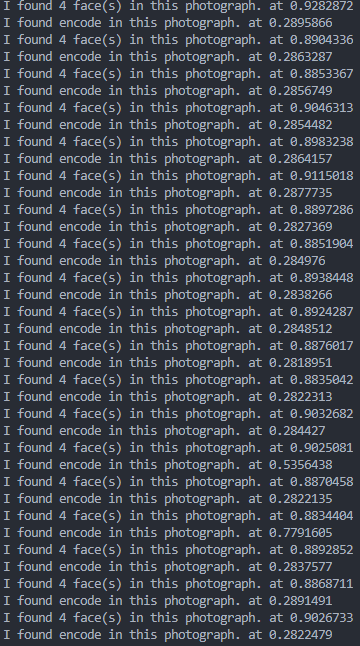 I found 4 face(s) in this photograph. at 0.9282872
I found encode in this photograph. at 0.2895866
I found 4 face(s) in this photograph. at 0.8904336
I found encode in this photograph. at 0.2863287
I found 4 face(s) in this photograph. at 0.8853367
I found encode in this photograph. at 0.2856749
I found 4 face(s) in this photograph. at 0.9046313
I found encode in this photograph. at 0.2854482
I found 4 face(s) in this photograph. at 0.8983238
I found encode in this photograph. at 0.2864157
I found 4 face(s) in this photograph. at 0.9115018
I found encode in this photograph. at 0.2877735
I found 4 face(s) in this photograph. at 0.8897286
I found encode in this photograph. at 0.2827369
I found 4 face(s) in this photograph. at 0.8851904
I found encode in this photograph. at 0.284976
I found 4 face(s) in this photograph. at 0.8938448
I found encode in this photograph. at 0.2838266
I found 4 face(s) in this photograph. at 0.8924287
I found encode in this photograph. at 0.2848512
I found 4 face(s) in this photograph. at 0.8876017
I found encode in this photograph. at 0.2818951
I found 4 face(s) in this photograph. at 0.8835042
I found encode in this photograph. at 0.2822313
I found 4 face(s) in this photograph. at 0.9032682
I found encode in this photograph. at 0.284427
I found 4 face(s) in this photograph. at 0.9025081
I found encode in this photograph. at 0.5356438
I found 4 face(s) in this photograph. at 0.8870458
I found encode in this photograph. at 0.2822135
I found 4 face(s) in this photograph. at 0.8834404
I found encode in this photograph. at 0.7791605
I found 4 face(s) in this photograph. at 0.8892852
I found encode in this photograph. at 0.2837577
I found 4 face(s) in this photograph. at 0.8868711
I found encode in this photograph. at 0.2891491
I found 4 face(s) in this photograph. at 0.9026733
I found encode in this photograph. at 0.2822479